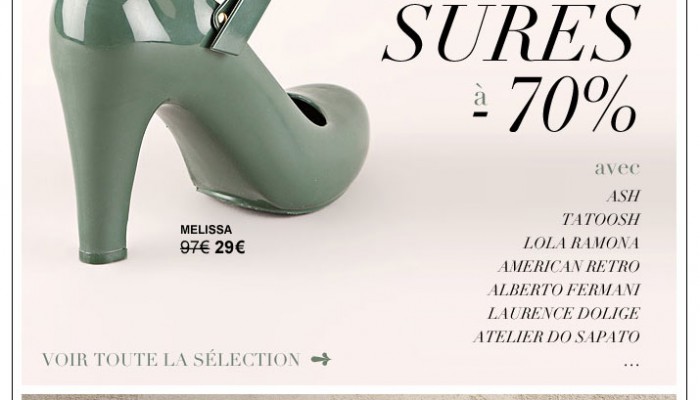 SURES
à
- 70%
avec
ASH
TATOOSH
LOLA RAMONA
AMERICAN RETRO
ALBERTO FERMANI
LAURENCE DOLIGE
ATELIER DO SAPATO
...
MELISSA
97€ 29€
VOIR TOUTE LA SÉLECTION